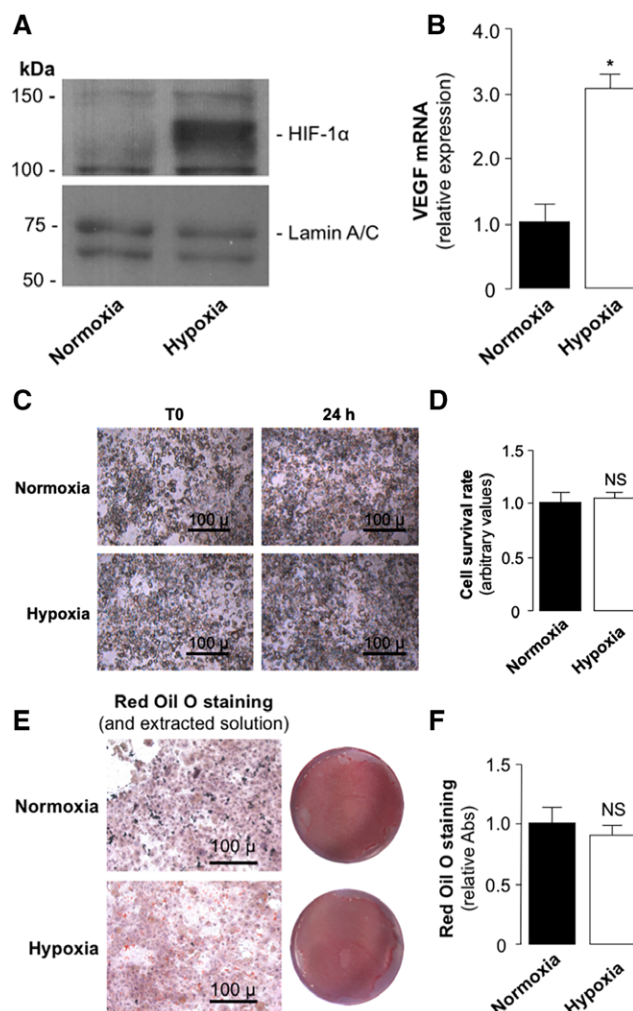 A
kDa
150 -
- HIF-1α
100 -
75 -
- Lamin A/C
50 -
Normoxia
Hypoxia
B
VEGF mRNA
(relative expression)
4.0
*
3.0
2.0
1.0
0
Normoxia
Hypoxia
C
T0
24 h
Normoxia
100 µ
100 µ
Hypoxia
100 µ
100 µ
D
Cell survival rate
(arbitrary values)
1.5
NS
1.0
0.5
0
Normoxia
Hypoxia
E
Red Oil O staining
(and extracted solution)
Normoxia
100 µ
Hypoxia
100 µ
F
Red Oil O staining
(relative Abs)
1.5
NS
1.0
0.5
0
Normoxia
Hypoxia